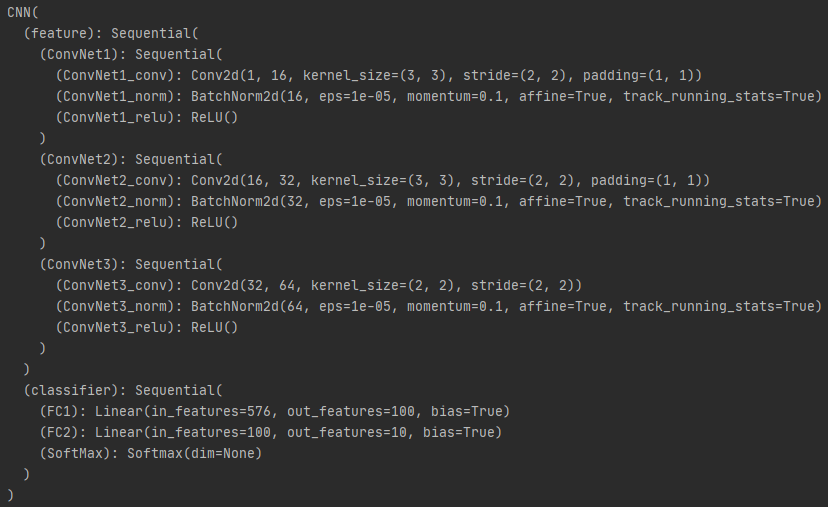 CNN(
  (feature): Sequential(
    (ConvNet1): Sequential(
      (ConvNet1_conv): Conv2d(1, 16, kernel_size=(3, 3), stride=(2, 2), padding=(1, 1))
      (ConvNet1_norm): BatchNorm2d(16, eps=1e-05, momentum=0.1, affine=True, track_running_stats=True)
      (ConvNet1_relu): ReLU()
    )
    (ConvNet2): Sequential(
      (ConvNet2_conv): Conv2d(16, 32, kernel_size=(3, 3), stride=(2, 2), padding=(1, 1))
      (ConvNet2_norm): BatchNorm2d(32, eps=1e-05, momentum=0.1, affine=True, track_running_stats=True)
      (ConvNet2_relu): ReLU()
    )
    (ConvNet3): Sequential(
      (ConvNet3_conv): Conv2d(32, 64, kernel_size=(2, 2), stride=(2, 2))
      (ConvNet3_norm): BatchNorm2d(64, eps=1e-05, momentum=0.1, affine=True, track_running_stats=True)
      (ConvNet3_relu): ReLU()
    )
  )
  (classifier): Sequential(
    (FC1): Linear(in_features=576, out_features=100, bias=True)
    (FC2): Linear(in_features=100, out_features=10, bias=True)
    (SoftMax): Softmax(dim=None)
  )
)